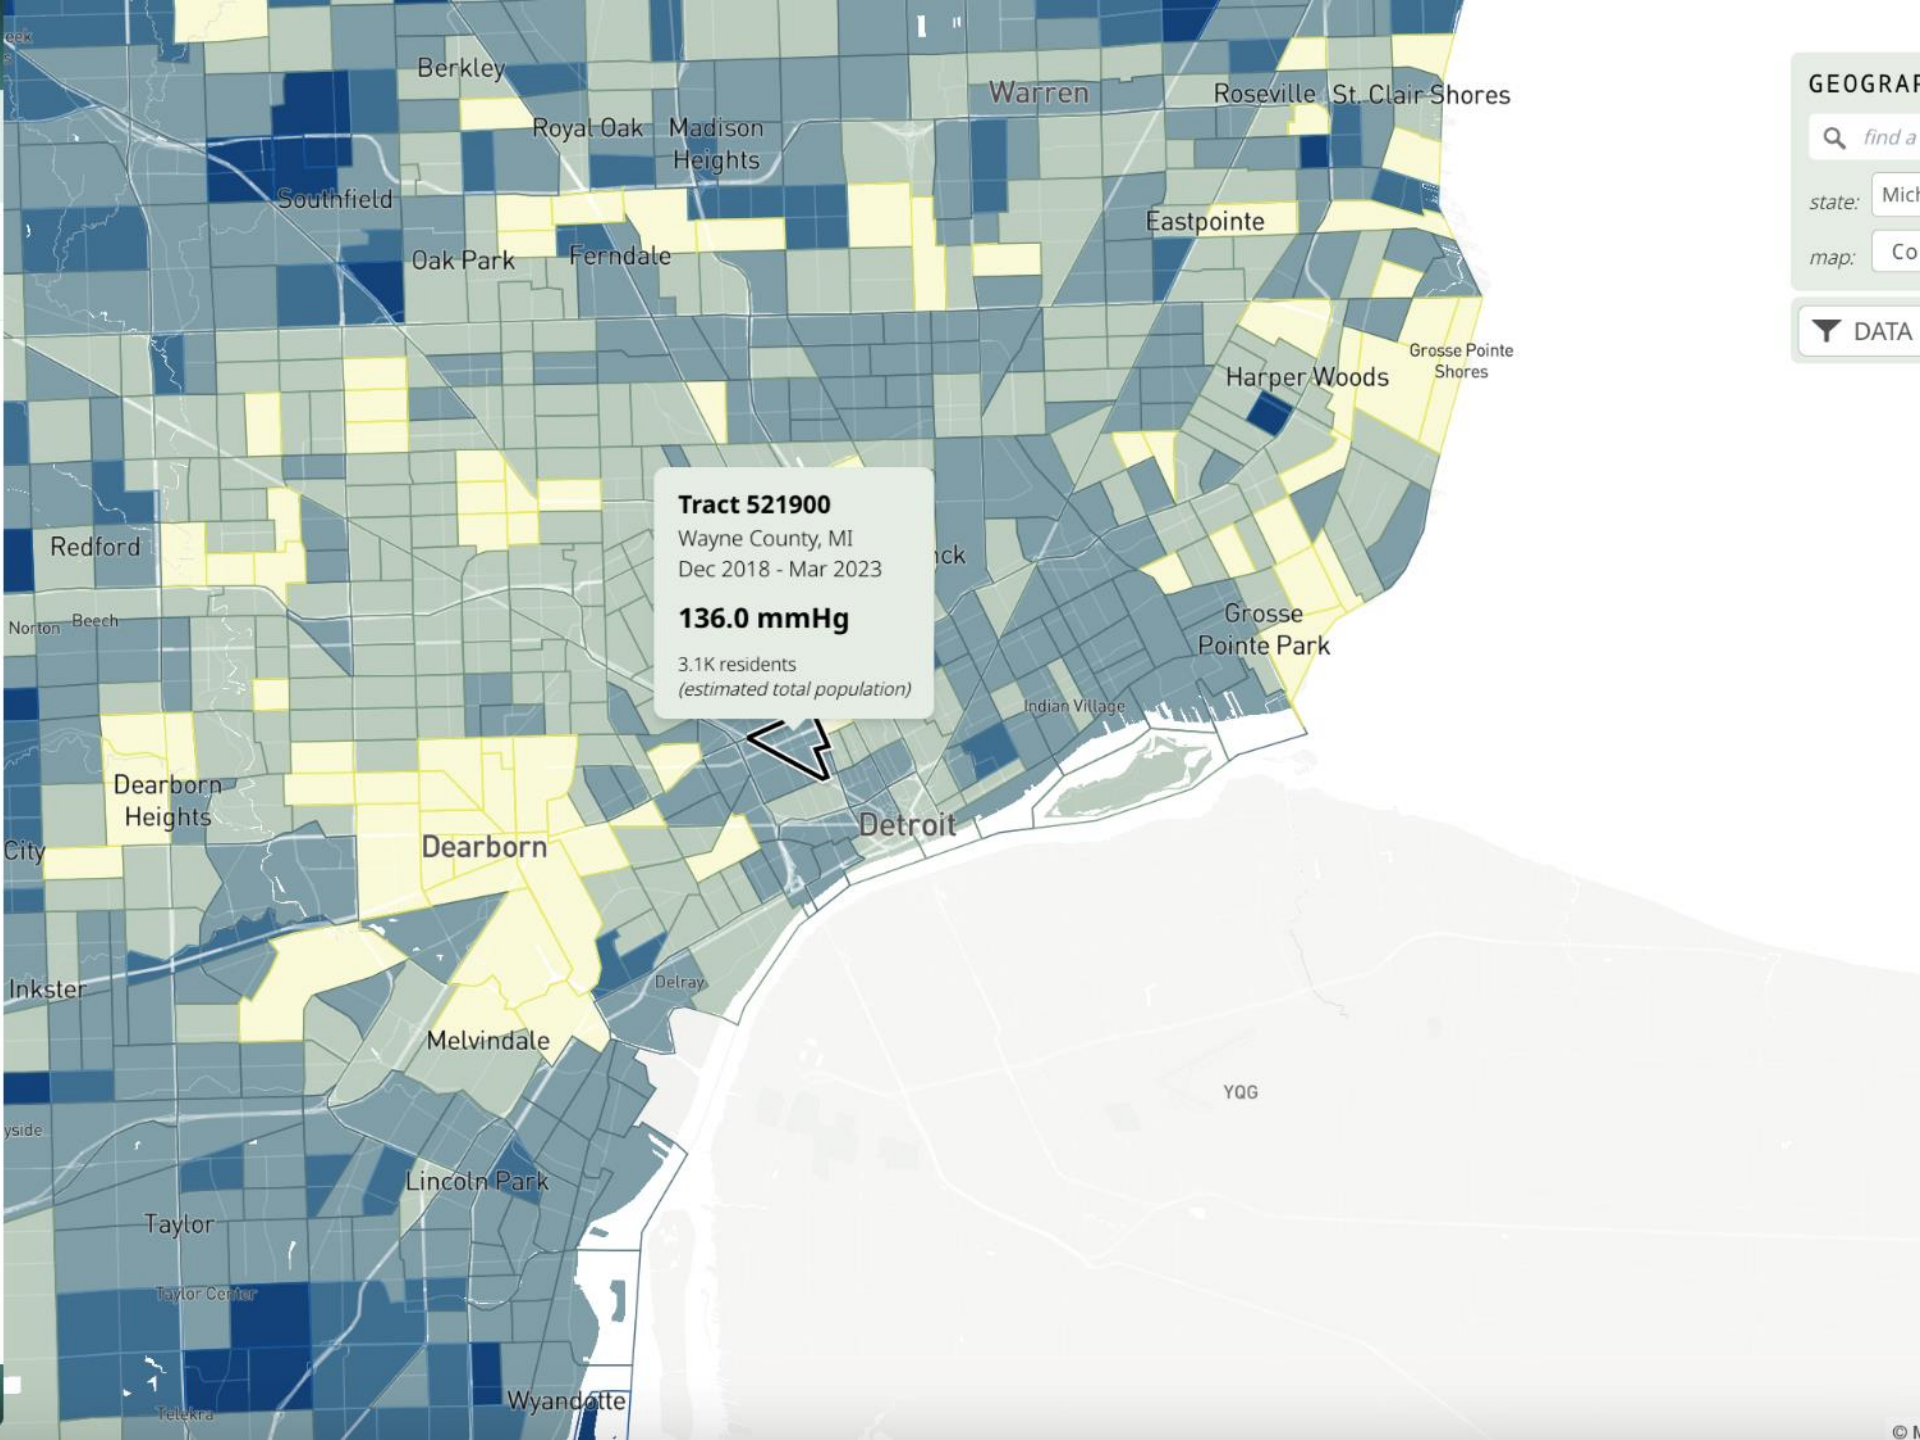 Berkley
Warren
Roseville
St. Clair Shores
GEOGRAP
Royal Oak
Madison
Heights
find a
Southfield
state:
Mich
Eastpointe
Oak Park
Ferndale
map:
Co
DATA
Grosse Pointe
Shores
Harper Woods
Tract 521900
Wayne County, MI
Dec 2018 - Mar 2023
136.0 mmHg
3.1K residents
(estimated total population)
Redford
ck
Norton
Beech
Grosse
Pointe Park
Indian Village
Dearborn
Heights
Detroit
Dearborn
City
Inkster
Delray
Melvindale
YQG
yside
Lincoln Park
Taylor
Taylor Center
Wyandotte
Telekra
© M